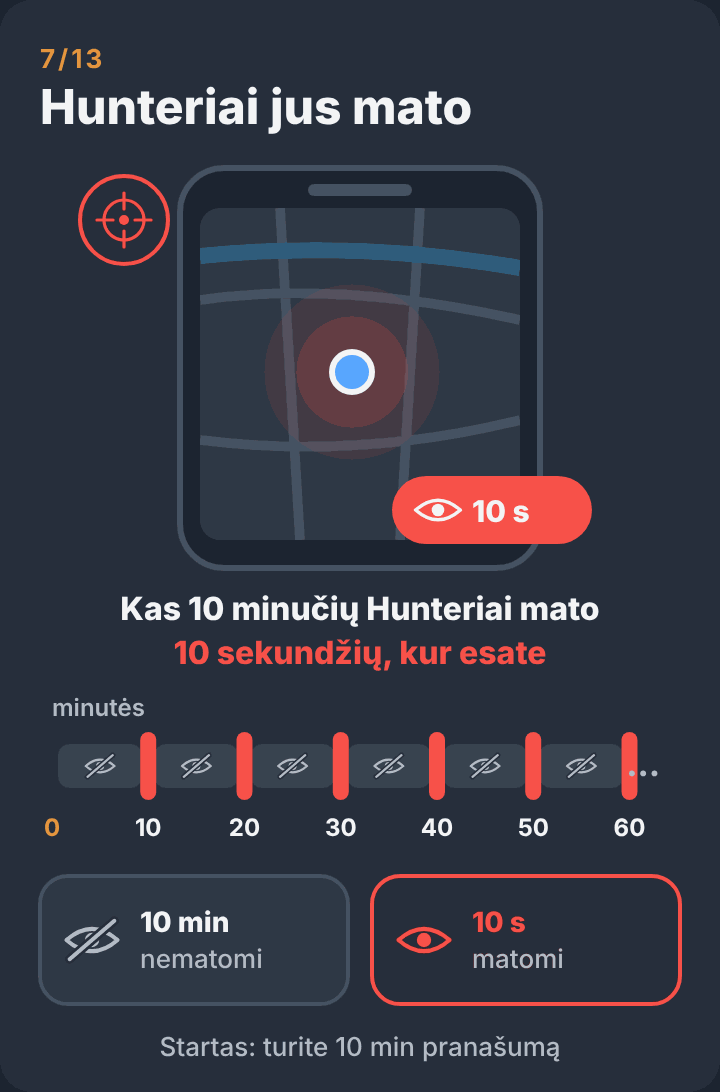 7/13
Hunteriai jus mato
10 s
Kas 10 minučių Hunteriai mato
10 sekundžių, kur esate
minutės
...
0 10 20 30 40 50 60
10 min
nematomi
10 s
matomi
Startas: turite 10 min pranašumą